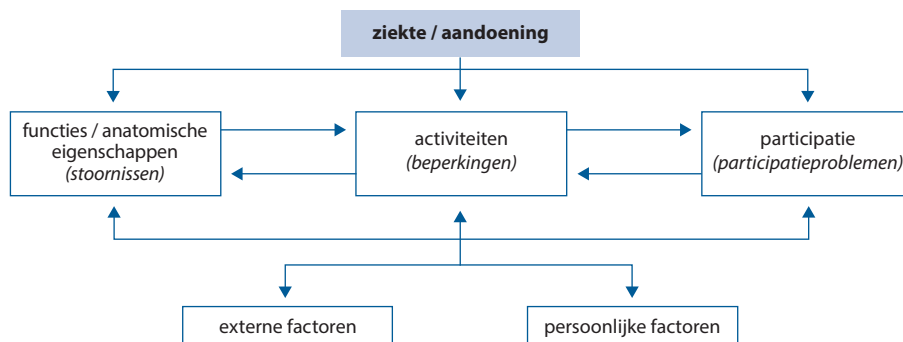 ziekte / aandoening
functies / anatomische
eigenschappen
(stoornissen)
activiteiten
(beperkingen)
participatie
(participatieproblemen)
externe factoren
persoonlijke factoren